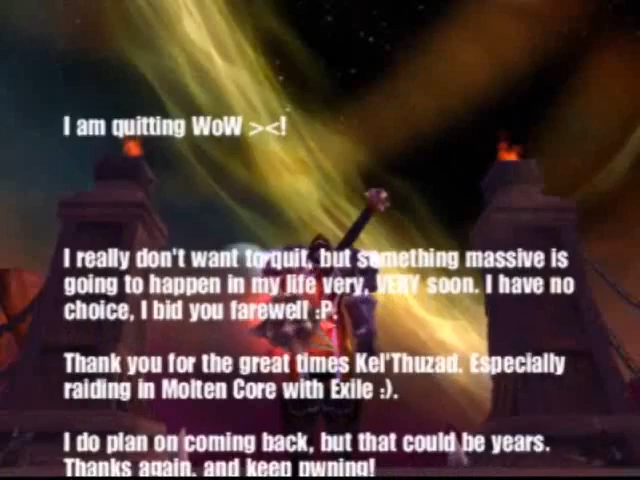 I am quitting WoW ><!
I really don't want to quit, but something massive is
going to happen in my life very, VERY soon. I have no
choice, I bid you farewell :P.
Thank you for the great times Kel'Thuzad. Especially
raiding in Molten Core with Exile :).
I do plan on coming back, but that could be years.
Thanks again, and keep pwning!